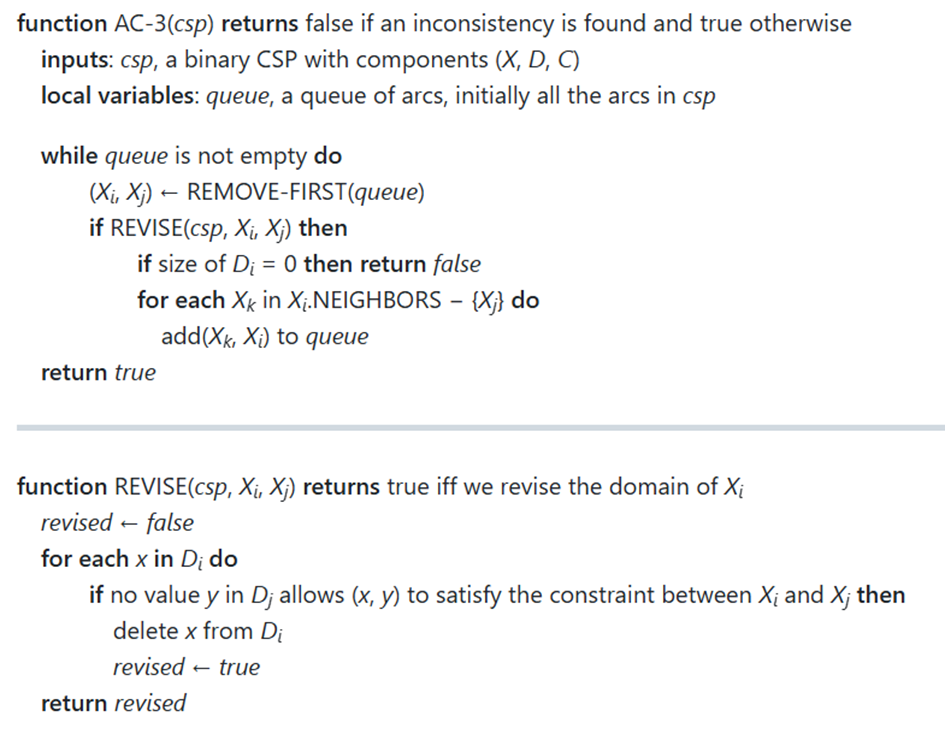 function AC-3(csp) returns false if an inconsistency is found and true otherwise
inputs: csp, a binary CSP with components (X, D, C)
local variables: queue, a queue of arcs, initially all the arcs in csp
while queue is not empty do
(Xi, Xj) ← REMOVE-FIRST(queue)
if REVISE(csp, Xi, Xj) then
if size of Di = 0 then return false
for each Xk in Xi.NEIGHBORS – {Xj} do
add(Xk, Xi) to queue
return true
function REVISE(csp, Xi, Xj) returns true iff we revise the domain of Xi
revised ← false
for each x in Di do
if no value y in Dj allows (x, y) to satisfy the constraint between Xi and Xj then
delete x from Di
revised ← true
return revised